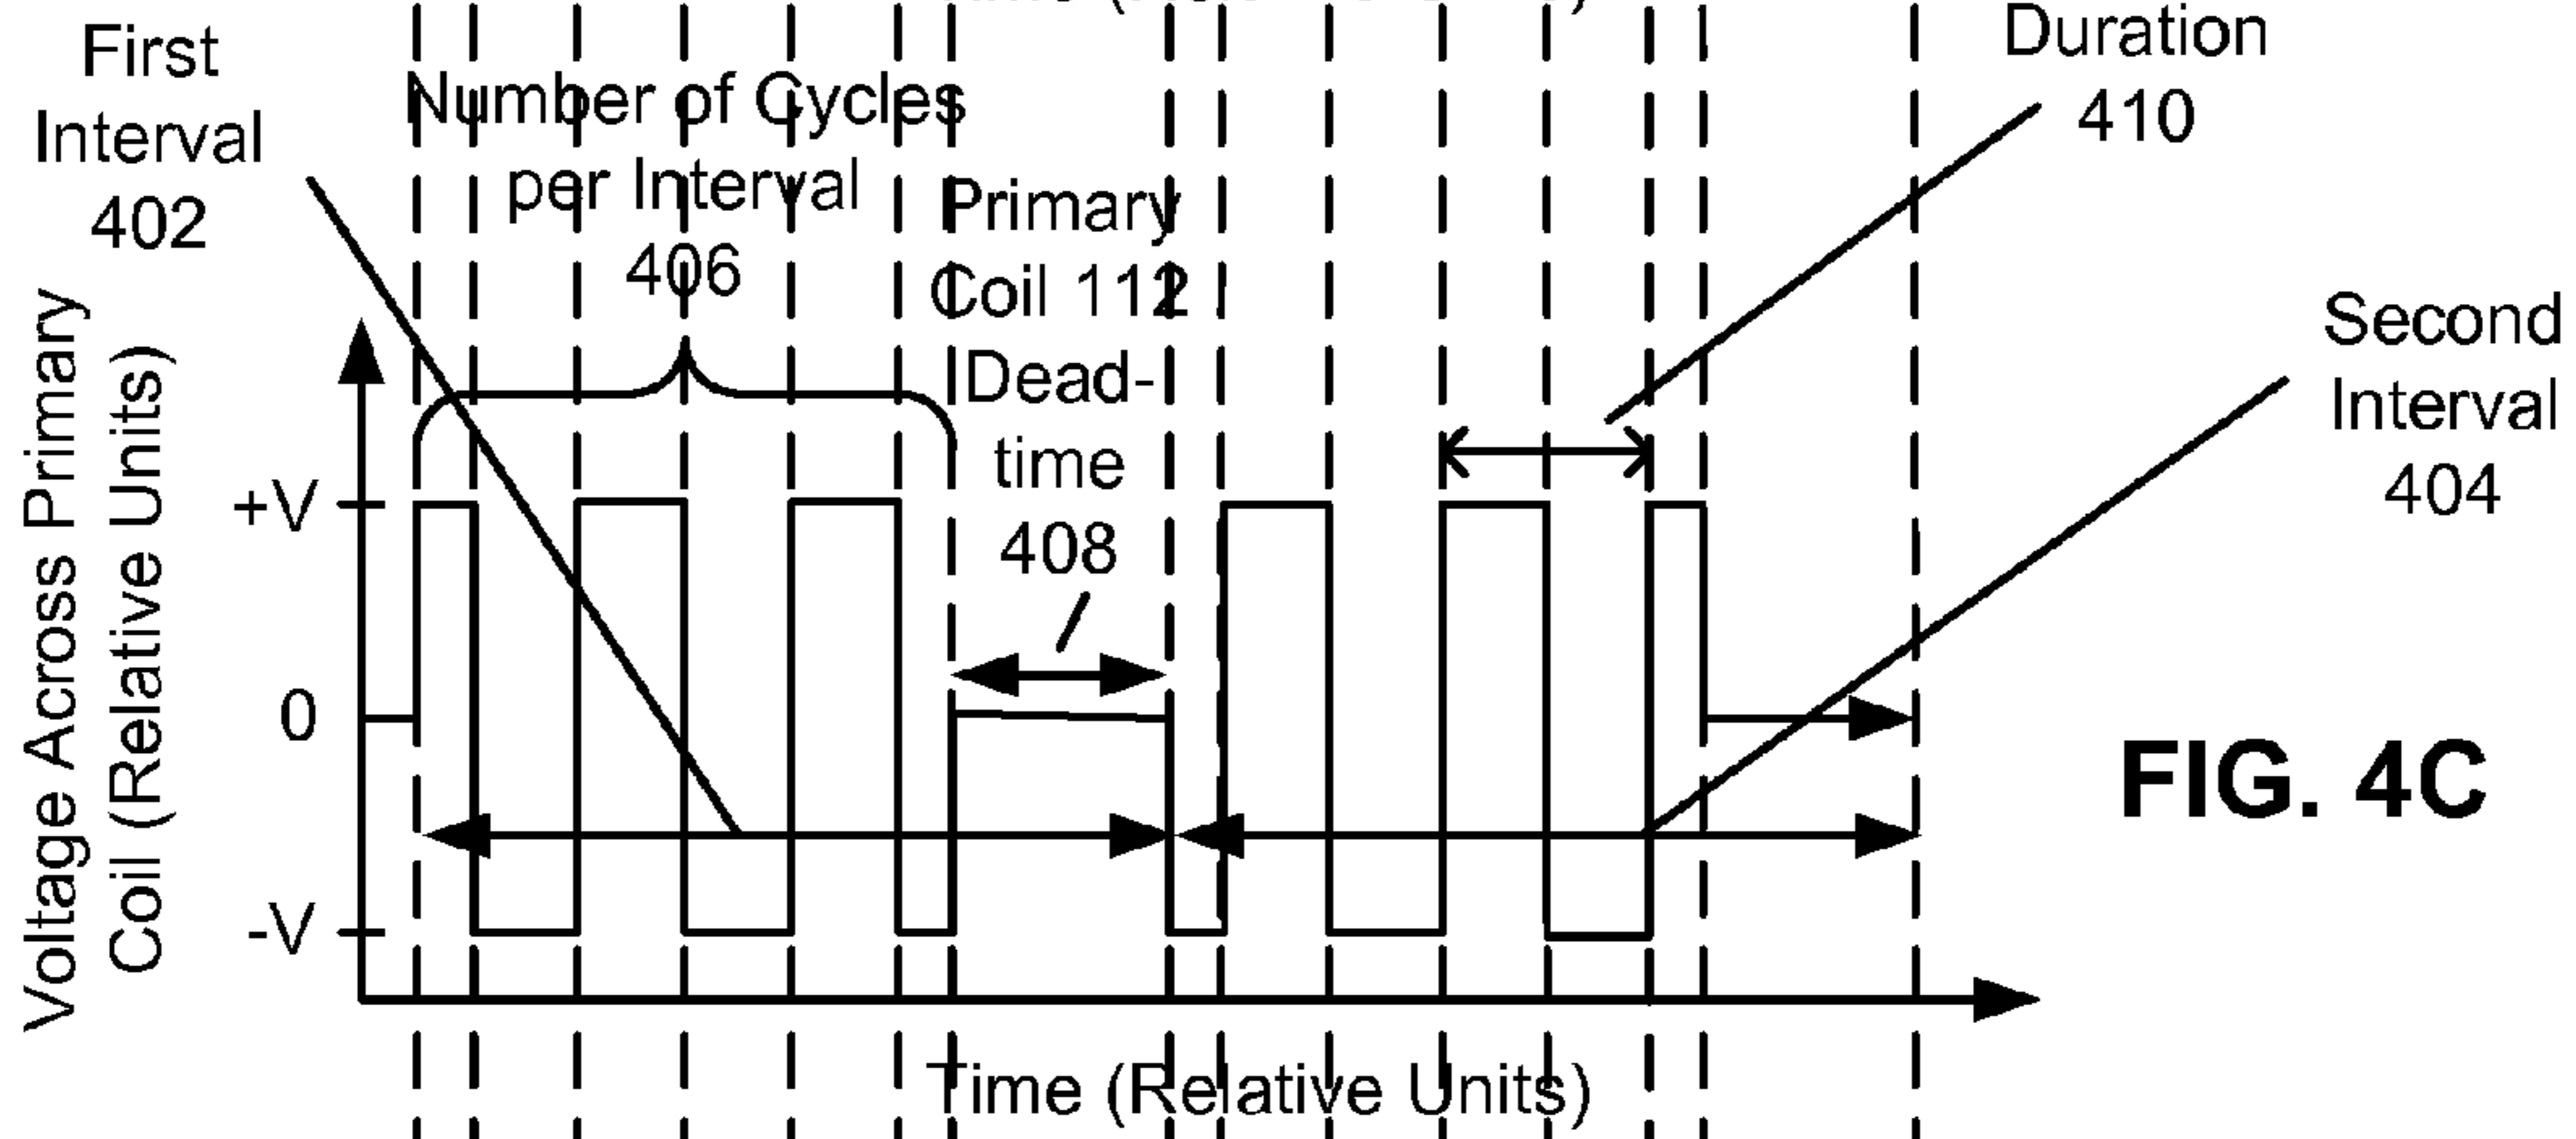 First
Interval
402
Number of Cycles
per Interval
406
Primary
Coil 112
Dead-
time
408
Duration
410
Second
Interval
404
Voltage Across Primary
Coil (Relative Units)
+V
0
-V
FIG. 4C
Time (Relative Units)